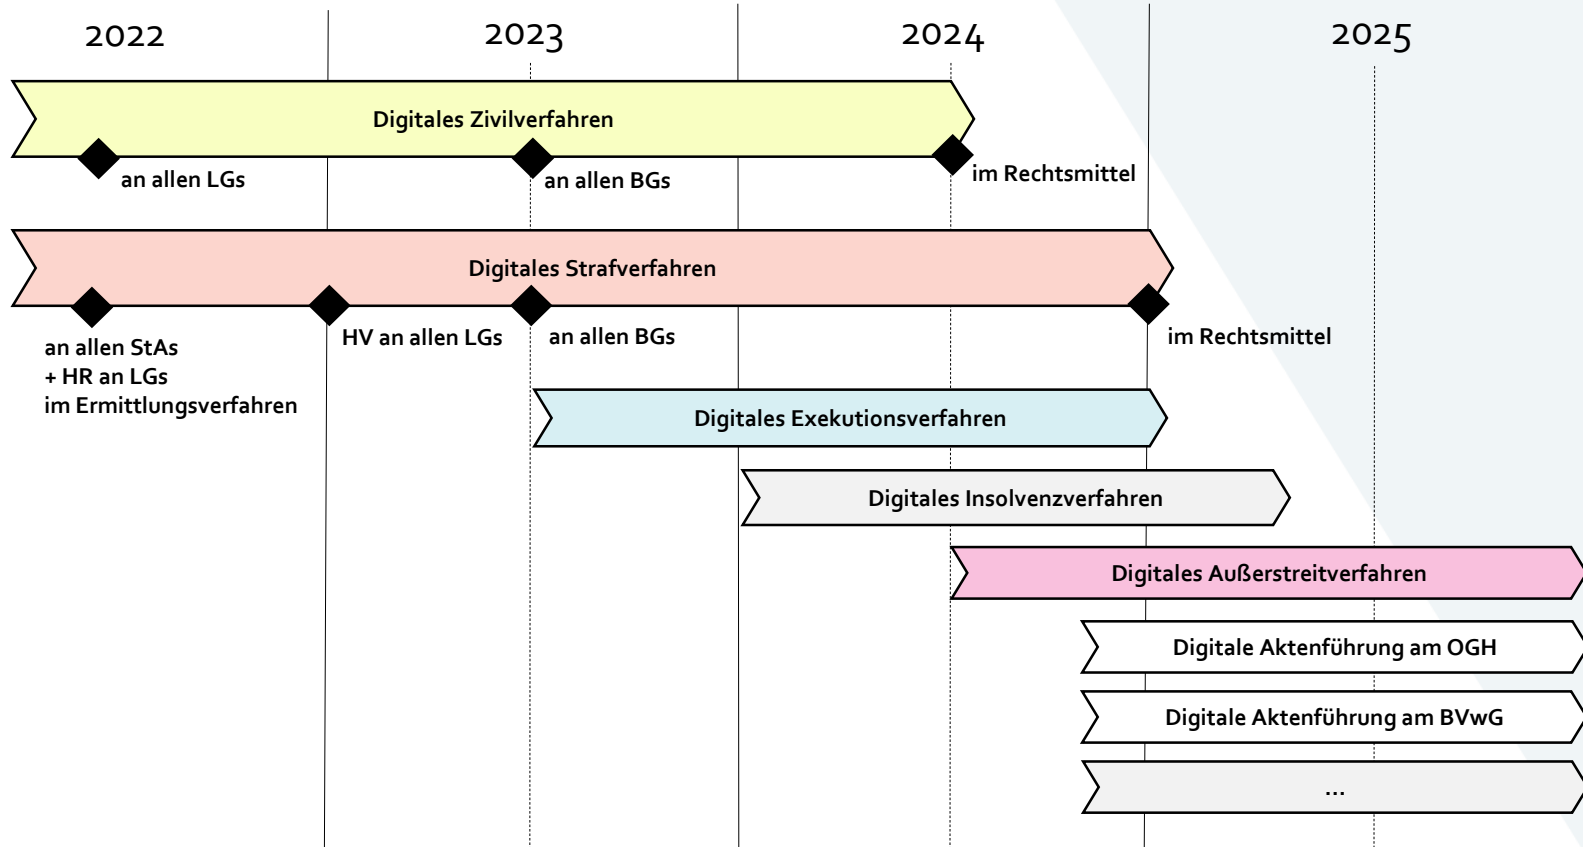 2022
2023
2024
2025
Digitales Zivilverfahren
an allen LGs
an allen BGs
im Rechtsmittel
Digitales Strafverfahren
an allen StAs
+ HR an LGs
im Ermittlungsverfahren
HV an allen LGs
an allen BGs
im Rechtsmittel
Digitales Exekutionsverfahren
Digitales Insolvenzverfahren
Digitales Außerstreitverfahren
Digitale Aktenführung am OGH
Digitale Aktenführung am BVwG
...